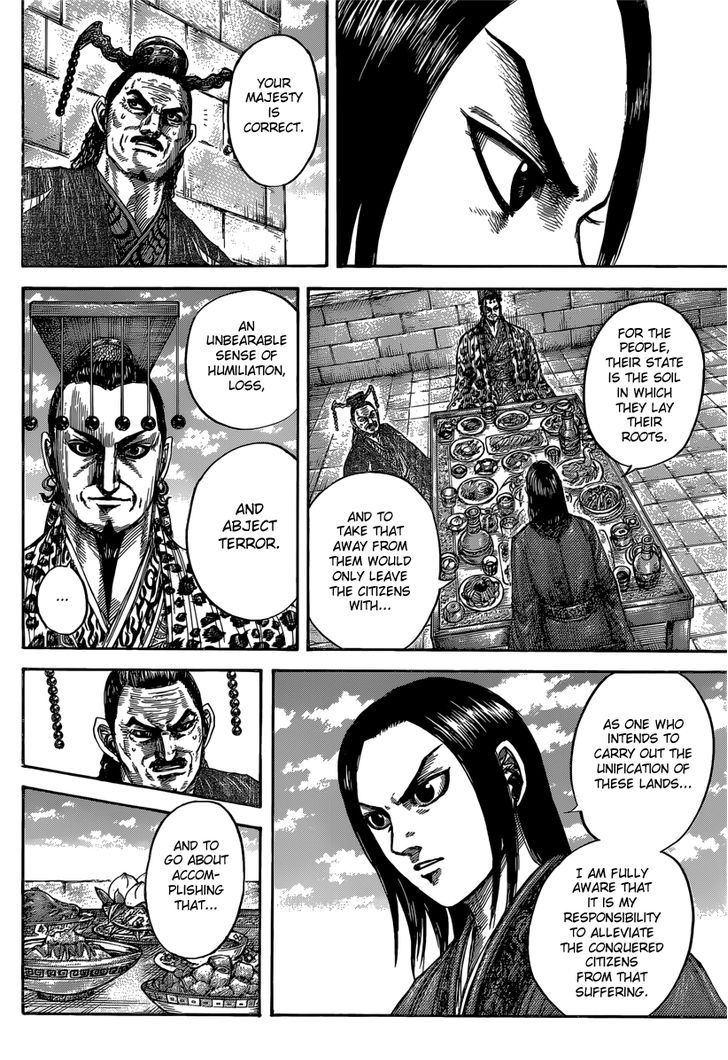 YOUR
MAJESTY
IS
CORRECT.
FOR THE
PEOPLE,
THEIR STATE
IS THE SOIL
IN WHICH
THEY LAY
THEIR
ROOTS.
AND TO
TAKE THAT
AWAY FROM
THEM WOULD
ONLY LEAVE
THE CITIZENS
WITH...
AN
UNBEARABLE
SENSE OF
HUMILIATION,
LOSS,
AND
ABJECT
TERROR.
...
AS ONE WHO
INTENDS TO
CARRY OUT THE
UNIFICATION OF
THESE LANDS...
I AM FULLY
AWARE THAT
IT IS MY
RESPONSIBILITY
TO ALLEVIATE
THE CONQUERED
CITIZENS
FROM THAT
SUFFERING.
AND TO
GO ABOUT
ACCOM-
PLISHING
THAT...